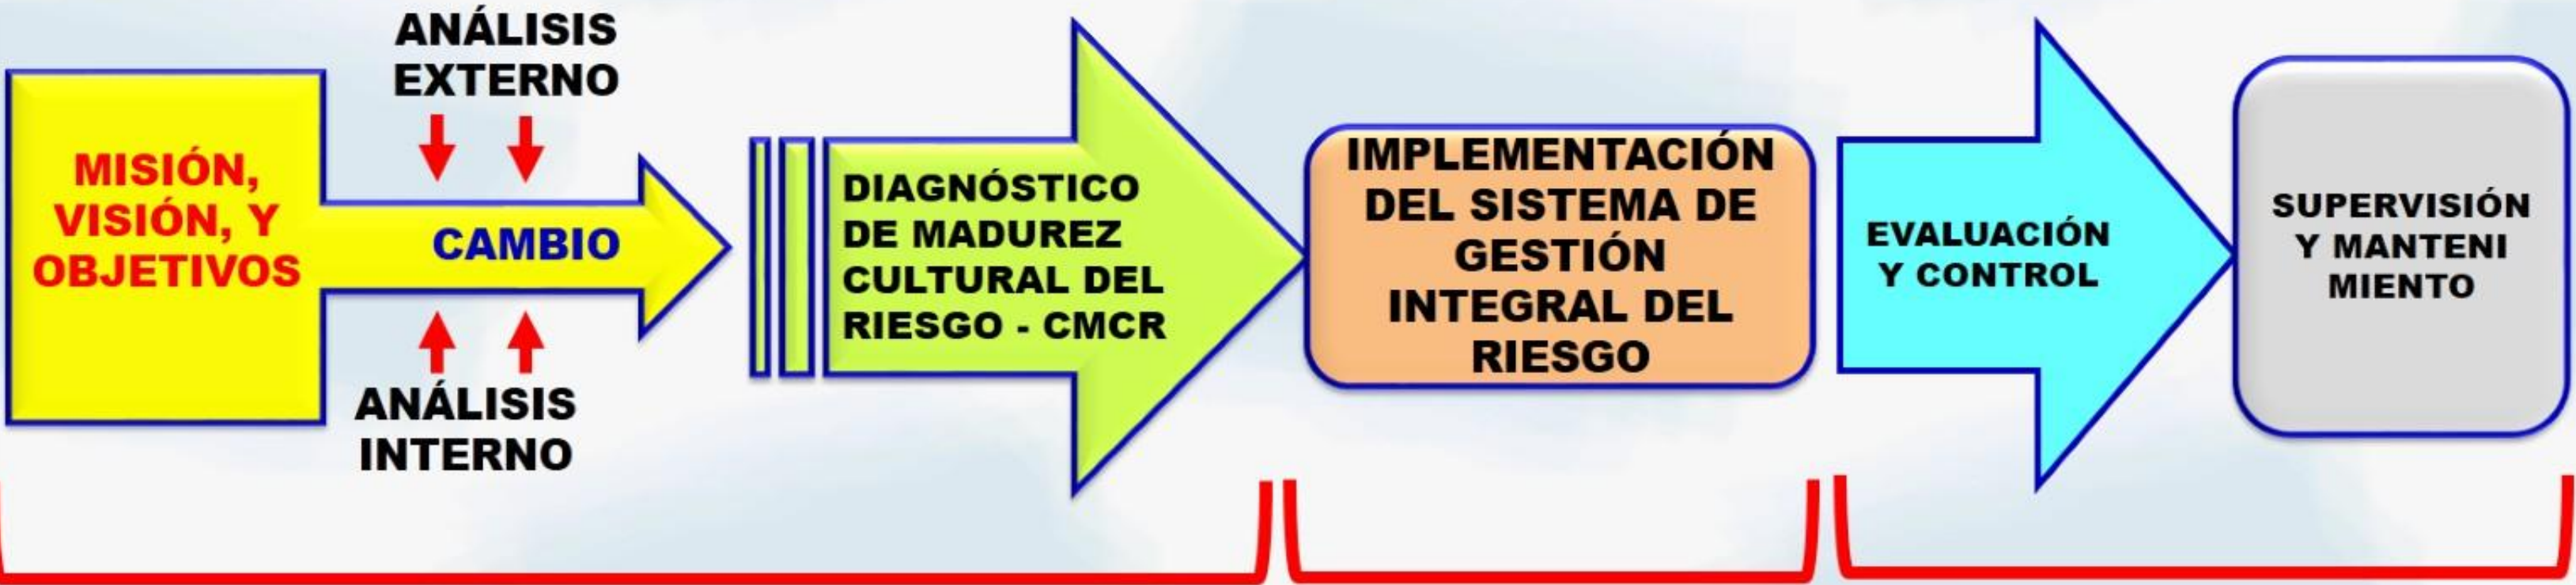 ANÁLISIS
EXTERNO
MISIÓN,
VISIÓN, Y
OBJETIVOS
CAMBIO
ANÁLISIS
INTERNO
DIAGNÓSTICO
DE MADUREZ
CULTURAL DEL
RIESGO - CMCR
IMPLEMENTACIÓN
DEL SISTEMA DE
GESTIÓN
INTEGRAL DEL
RIESGO
EVALUACIÓN
Y CONTROL
SUPERVISIÓN
Y MANTENI
MIENTO